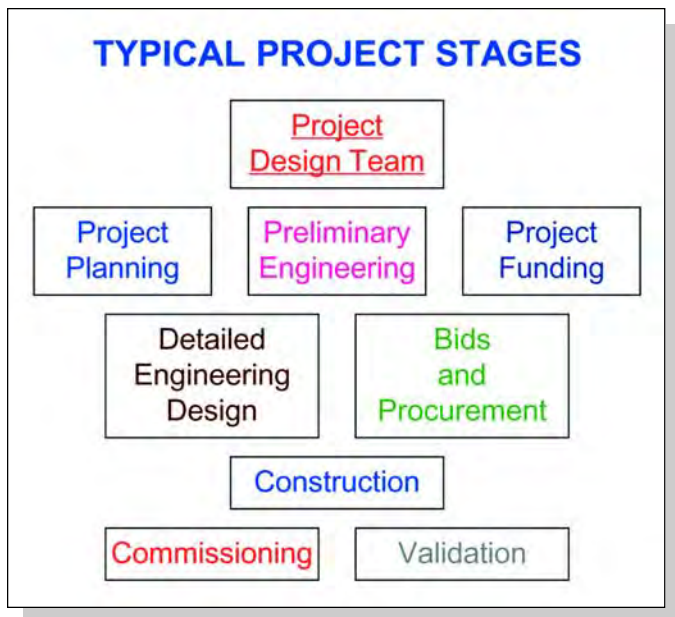 TYPICAL PROJECT STAGES
Project
Design Team
Project
Planning
Preliminary
Engineering
Project
Funding
Detailed
Engineering
Design
Bids
and
Procurement
Construction
Commissioning
Validation